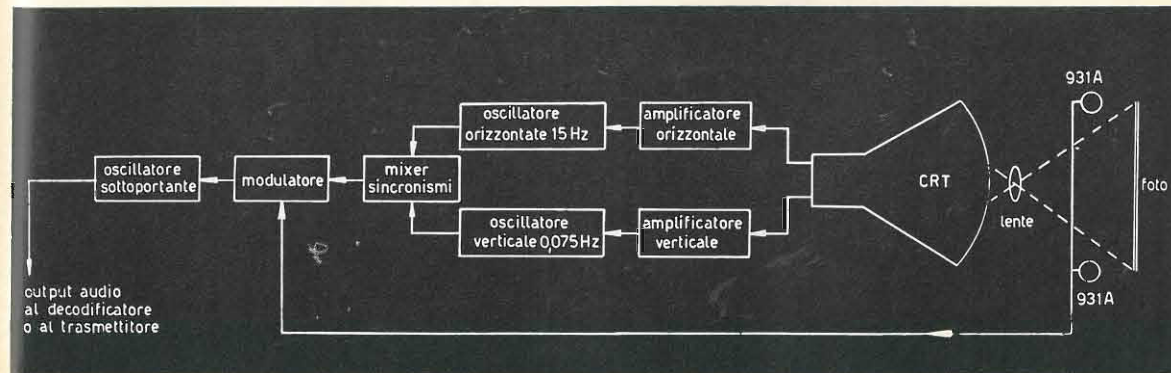 931A
oscillatore
orizzontate 15 Hz
amplificatore
orizzontale
oscillatore
sottoportante
modulatore
mixer
sincronismi
CRT
lente
foto
oscillatore
verticale 0,075 Hz
amplificatore
verticale
931A
output audio
al decodificatore
o al trasmettitore